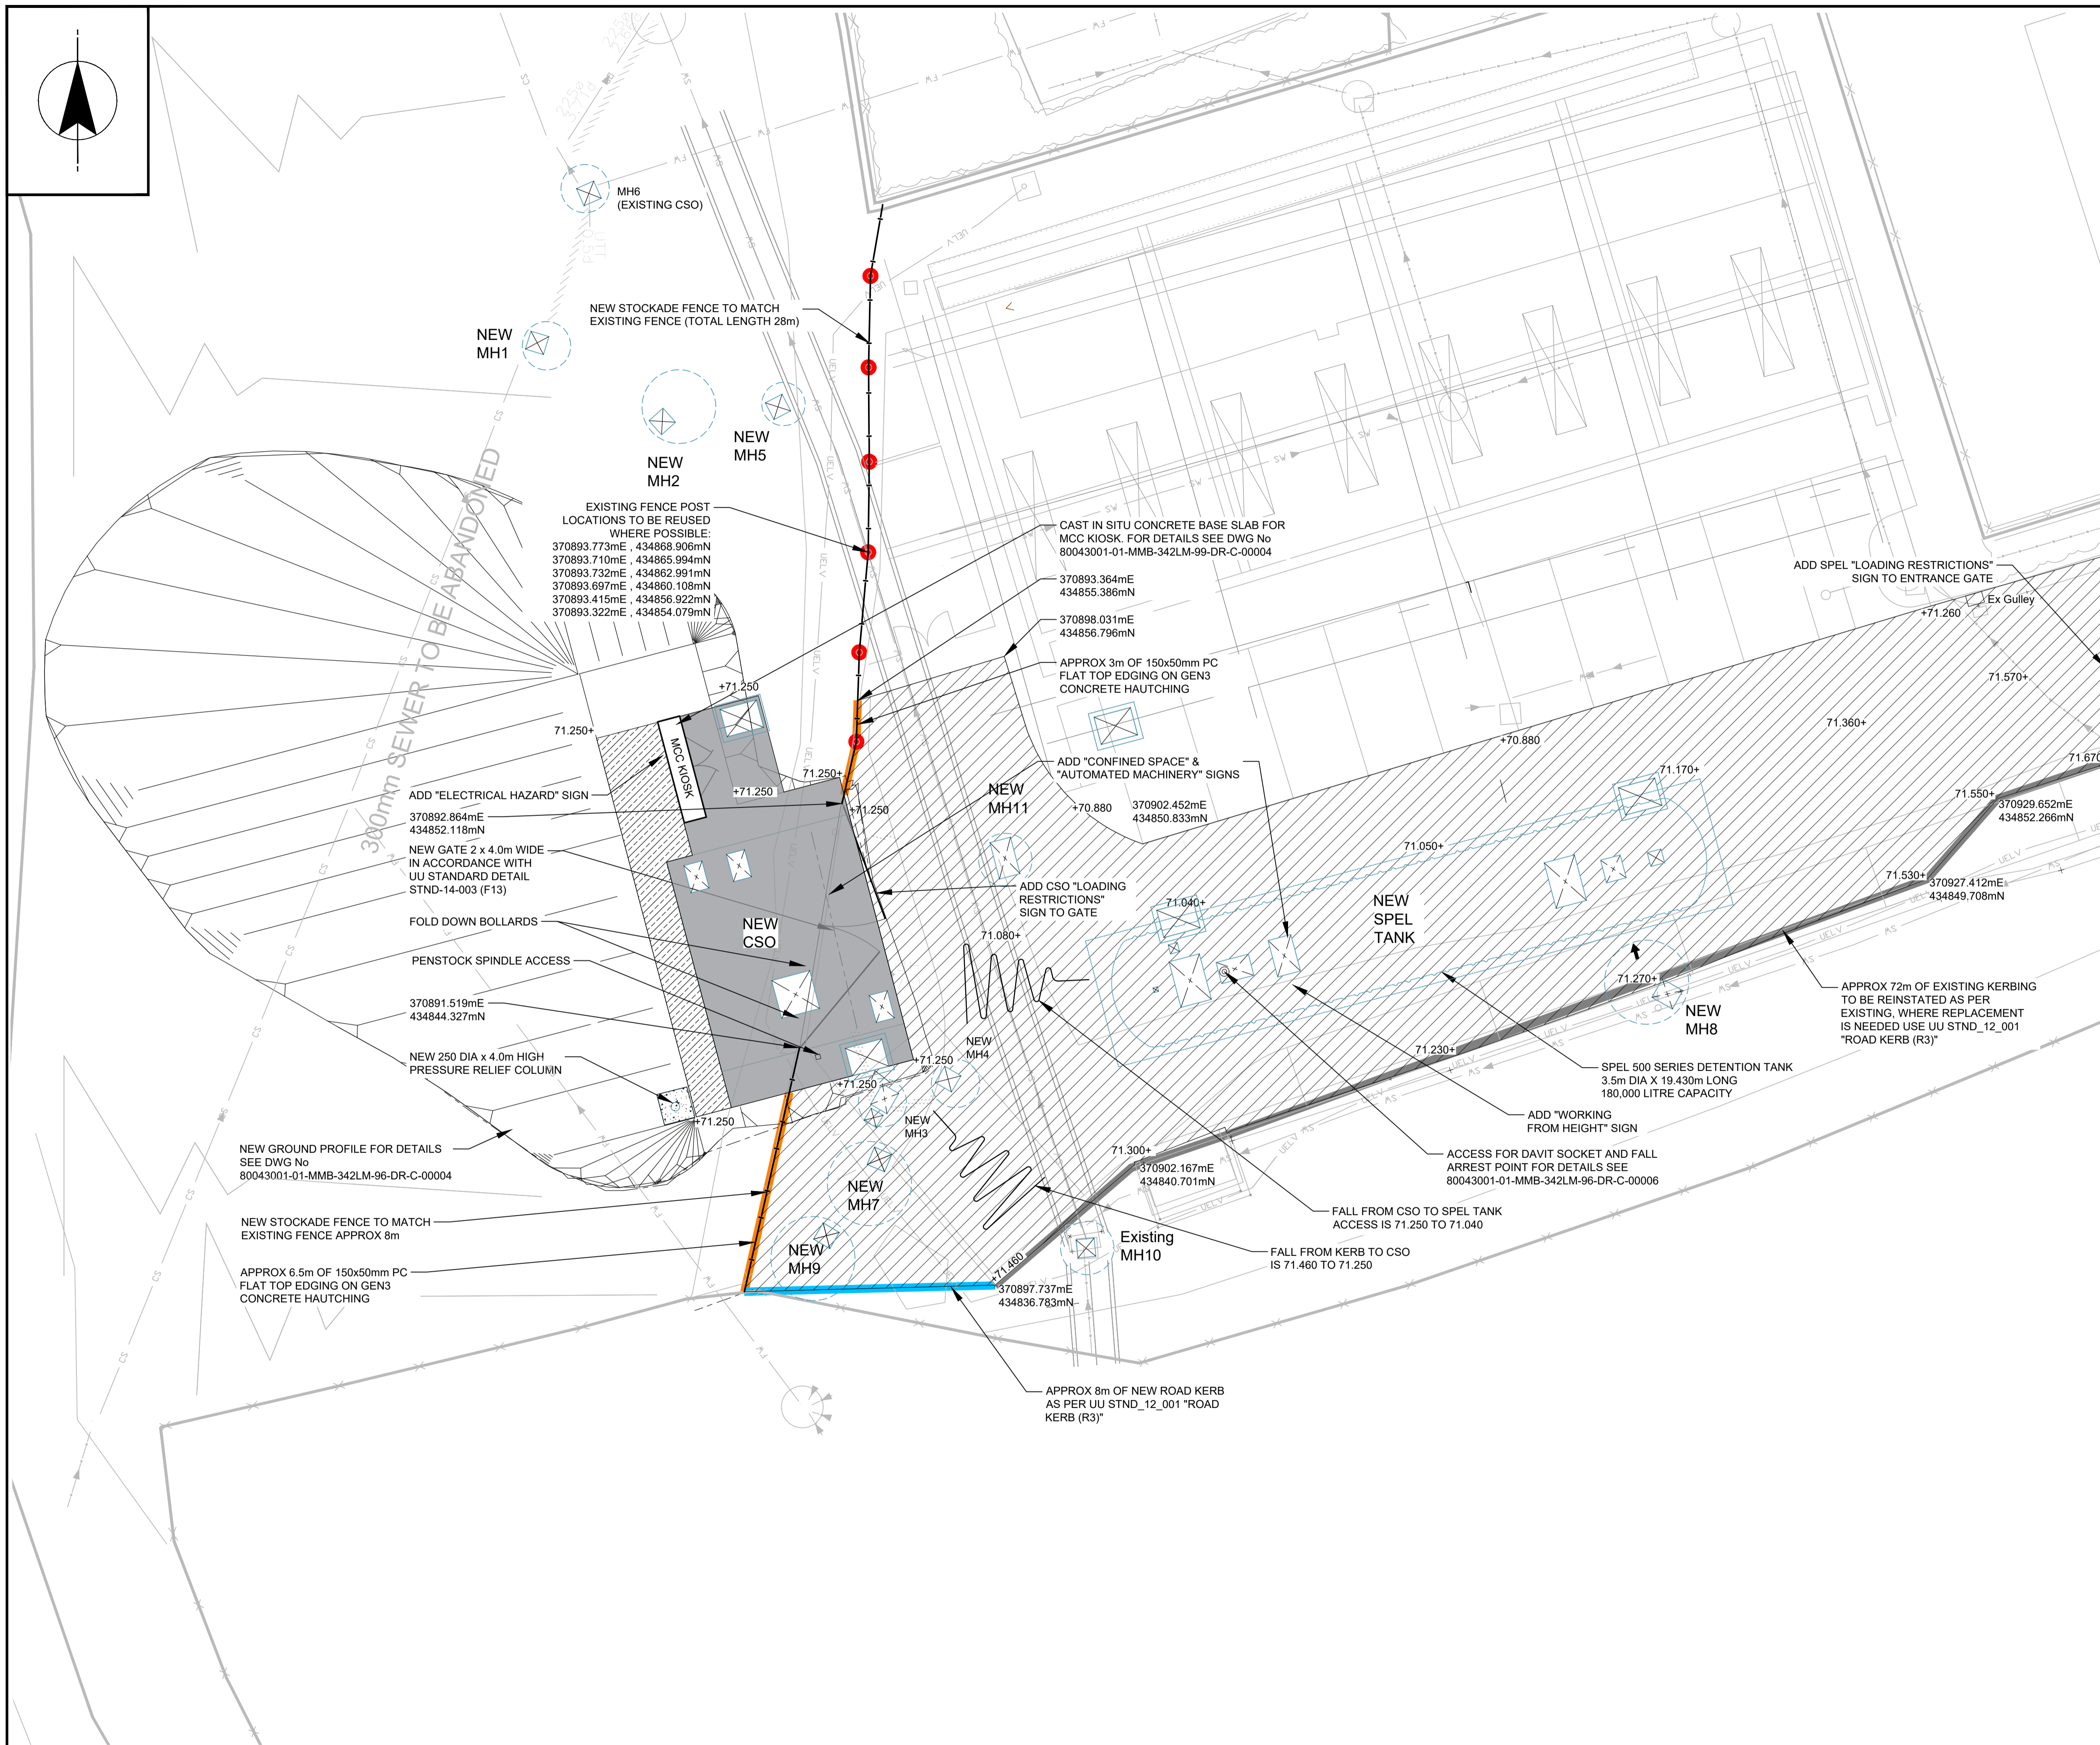 MH6
(EXISTING CSO)
NEW STOCKADE FENCE TO MATCH
EXISTING FENCE (TOTAL LENGTH 28m)
NEW
MH1
NEW
MH2
NEW
MH5
300mm SEWER TO BE ABANDONED
EXISTING FENCE POST
LOCATIONS TO BE REUSED
WHERE POSSIBLE:
370893.773mE , 434868.906mN
370893.710mE , 434865.994mN
370893.732mE , 434862.991mN
370893.697mE , 434860.108mN
370893.415mE , 434856.922mN
370893.322mE , 434854.079mN
CAST IN SITU CONCRETE BASE SLAB FOR
MCC KIOSK. FOR DETAILS SEE DWG No
80043001-01-MMB-342LM-99-DR-C-00004
370893.364mE
434855.386mN
370898.031mE
434856.796mN
APPROX 3m OF 150x50mm PC
FLAT TOP EDGING ON GEN3
CONCRETE HAUTCHING
ADD SPEL "LOADING RESTRICTIONS"
SIGN TO ENTRANCE GATE
Ex Gulley
+71.260
71.570+
71.360+
+70.880
71.670
+71.250
71.250+
MCC KIOSK
71.250+
+71.250
+71.250
ADD "CONFINED SPACE" &
"AUTOMATED MACHINERY" SIGNS
NEW
MH11
+70.880
370902.452mE
434850.833mN
71.170+
71.550+
370929.652mE
434852.266mN
ADD "ELECTRICAL HAZARD" SIGN
370892.864mE
434852.118mN
NEW GATE 2 x 4.0m WIDE
IN ACCORDANCE WITH
UU STANDARD DETAIL
STND-14-003 (F13)
71.050+
ADD CSO "LOADING
RESTRICTIONS"
SIGN TO GATE
71.040+
NEW
SPEL
TANK
71.530+
370927.412mE
434849.708mN
FOLD DOWN BOLLARDS
NEW
CSO
71.080+
PENSTOCK SPINDLE ACCESS
370891.519mE
434844.327mN
71.270+
NEW
MH8
APPROX 72m OF EXISTING KERBING
TO BE REINSTATED AS PER
EXISTING, WHERE REPLACEMENT
IS NEEDED USE UU STND_12_001
"ROAD KERB (R3)"
NEW 250 DIA x 4.0m HIGH
PRESSURE RELIEF COLUMN
NEW
MH4
+71.250
+71.250
+71.250
71.230+
SPEL 500 SERIES DETENTION TANK
3.5m DIA X 19.430m LONG
180,000 LITRE CAPACITY
NEW
MH3
ADD "WORKING
FROM HEIGHT" SIGN
NEW GROUND PROFILE FOR DETAILS
SEE DWG No
80043001-01-MMB-342LM-96-DR-C-00004
71.300+
370902.167mE
434840.701mN
ACCESS FOR DAVIT SOCKET AND FALL
ARREST POINT FOR DETAILS SEE
80043001-01-MMB-342LM-96-DR-C-00006
NEW
MH7
NEW STOCKADE FENCE TO MATCH
EXISTING FENCE APPROX 8m
FALL FROM CSO TO SPEL TANK
ACCESS IS 71.250 TO 71.040
NEW
MH9
Existing
MH10
FALL FROM KERB TO CSO
IS 71.460 TO 71.250
APPROX 6.5m OF 150x50mm PC
FLAT TOP EDGING ON GEN3
CONCRETE HAUTCHING
+71.460
370897.737mE
434836.783mN
APPROX 8m OF NEW ROAD KERB
AS PER UU STND_12_001 "ROAD
KERB (R3)"